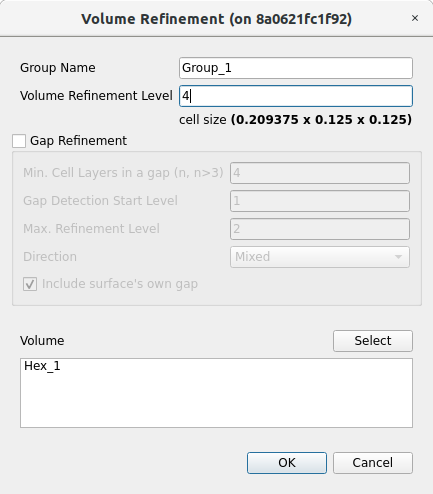 Volume Refinement (on 8a0621fc1f92)
×
Group Name Group_1
Volume Refinement Level 4
cell size (0.209375 x 0.125 x 0.125)
Gap Refinement
Min. Cell Layers in a gap (n, n>3) 4
Gap Detection Start Level 1
Max. Refinement Level 2
Direction Mixed
Include surface's own gap
Volume Select
Hex_1
OK Cancel